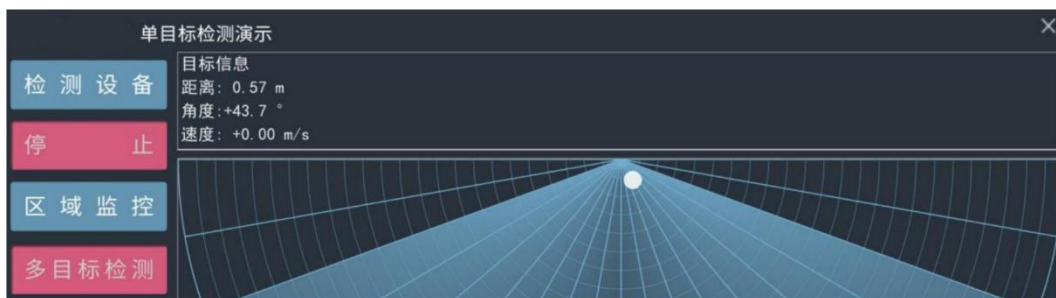 单目标检测演示
目标信息
距离: 0.57 m
角度:+43.7 °
速度: +0.00 m/s
检测设备
停止
区域监控
多目标检测